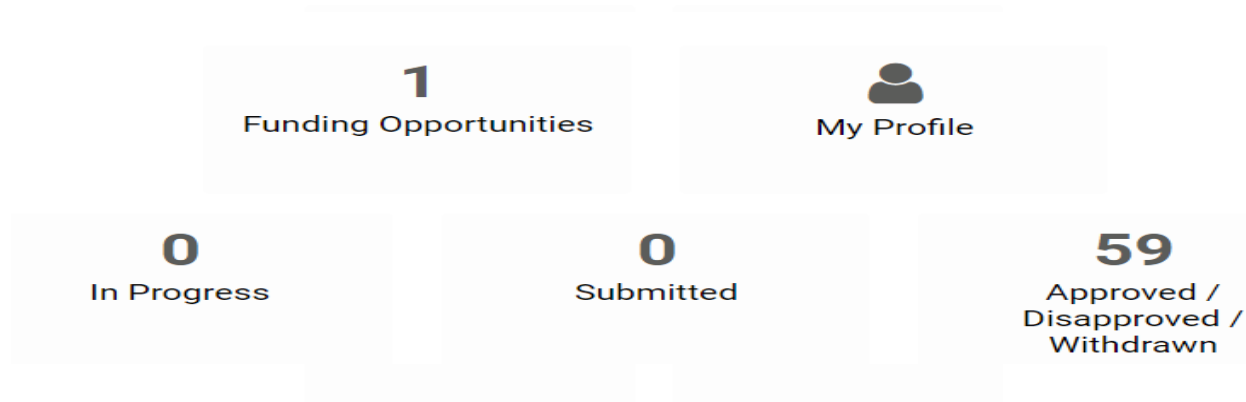 1
Funding Opportunities
My Profile
0
In Progress
0
Submitted
59
Approved /
Disapproved /
Withdrawn